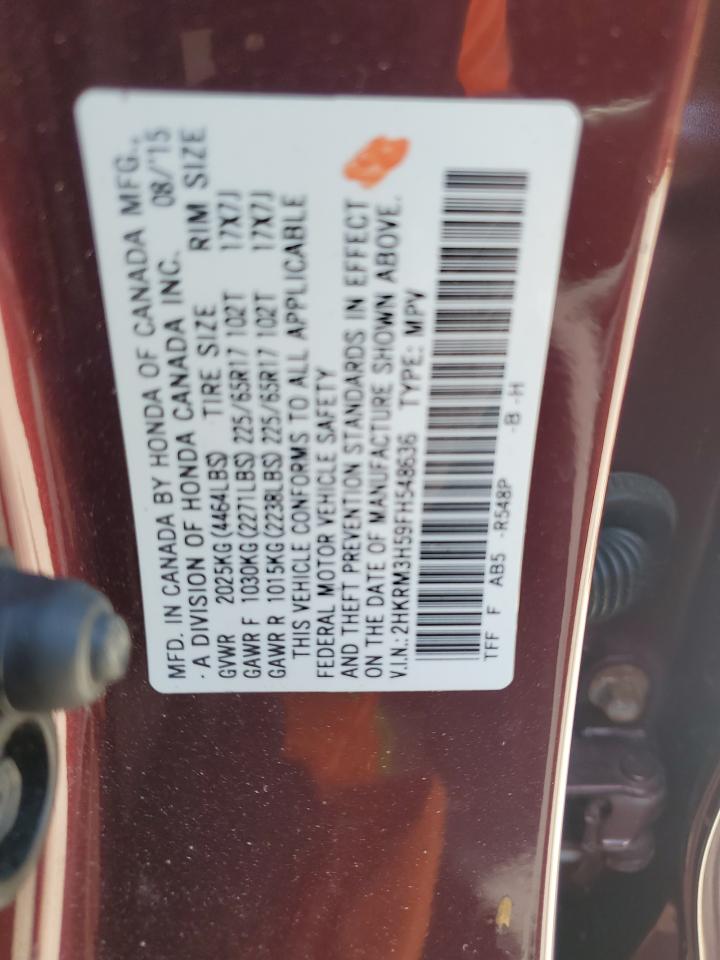 MFD. IN CANADA BY HONDA OF CANADA MFG.,
· A DIVISION OF HONDA CANADA INC. 08/'15
GVWR 2025KG(4464LBS) TIRE SIZE RIM SIZE
GAWR F 1030KG(2271LBS) 225/65R17 102T 17X7J
GAWR R 1015KG(2238LBS) 225/65R17 102T 17X7J
THIS VEHICLE CONFORMS TO ALL APPLICABLE
FEDERAL MOTOR VEHICLE SAFETY
AND THEFT PREVENTION STANDARDS IN EFFECT
ON THE DATE OF MANUFACTURE SHOWN ABOVE.
V.I.N.: 2HKRM3H59FH548636 TYPE: MPV
TFF F AB5 -R548P -B -H